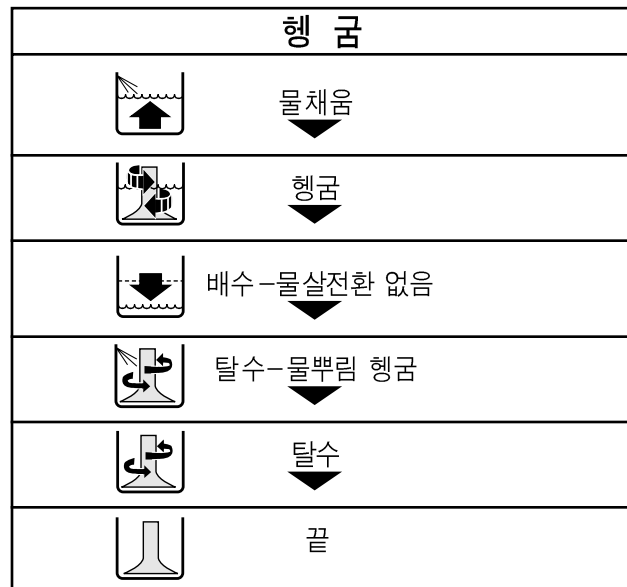 헹 굼
물채움
헹굼
배수–물살전환 없음
탈수–물뿌림 헹굼
탈수
끝